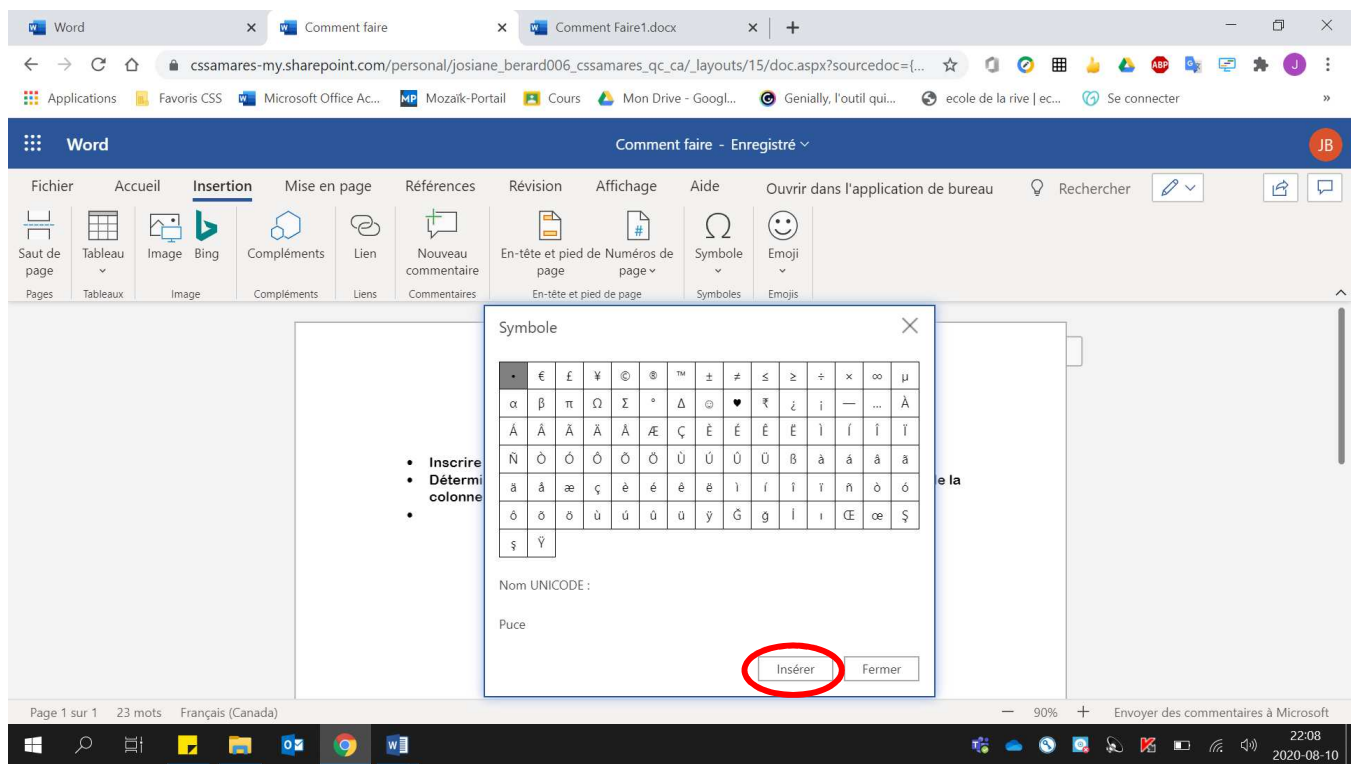 Word
Comment faire
Comment Faire1.docx
cssamares-my.sharepoint.com/personal/josiane_berard006_cssamares_qc_ca/_layouts/15/doc.aspx?sourcedoc={...
ABP
J
Applications
Favoris CSS
Microsoft Office Ac...
MP Mozaïk-Portail
Cours
Mon Drive - Googl...
Genially, l'outil qui...
ecole de la rive | ec...
Se connecter
»
Word
Comment faire - Enregistré
JB
Fichier Accueil Insertion Mise en page Références Révision Affichage Aide Ouvrir dans l'application de bureau Rechercher
Saut de page
Tableau
Image
Bing
Compléments
Lien
Nouveau commentaire
En-tête et pied de page
Numéros de page
Symbole
Emoji
Pages Tableaux Image Compléments Liens Commentaires En-tête et pied de page Symboles Emojis
Symbole
• € £ ¥ © ® ™ ± ≠ ≤ ≥ ÷ × ∞ µ
α β π Ω Σ ° Δ ☺ ♥ ₹ ¿ ¡ — … À
Á Â Ã Ä Å Æ Ç È É Ê Ë Ì Í Î Ï
Ñ Ò Ó Ô Õ Ö Ù Ú Û Ü ß à á â ã
ä å æ ç è é ê ë ì í î ï ñ ò ó
ô õ ö ù ú û ü ÿ Ğ ğ İ ı Œ œ Ş
ş Ÿ
Nom UNICODE :
Puce
Insérer Fermer
• Inscrire
• Détermi
e la
colonne
•
Page 1 sur 1 23 mots Français (Canada)
90%
Envoyer des commentaires à Microsoft
22:08
2020-08-10